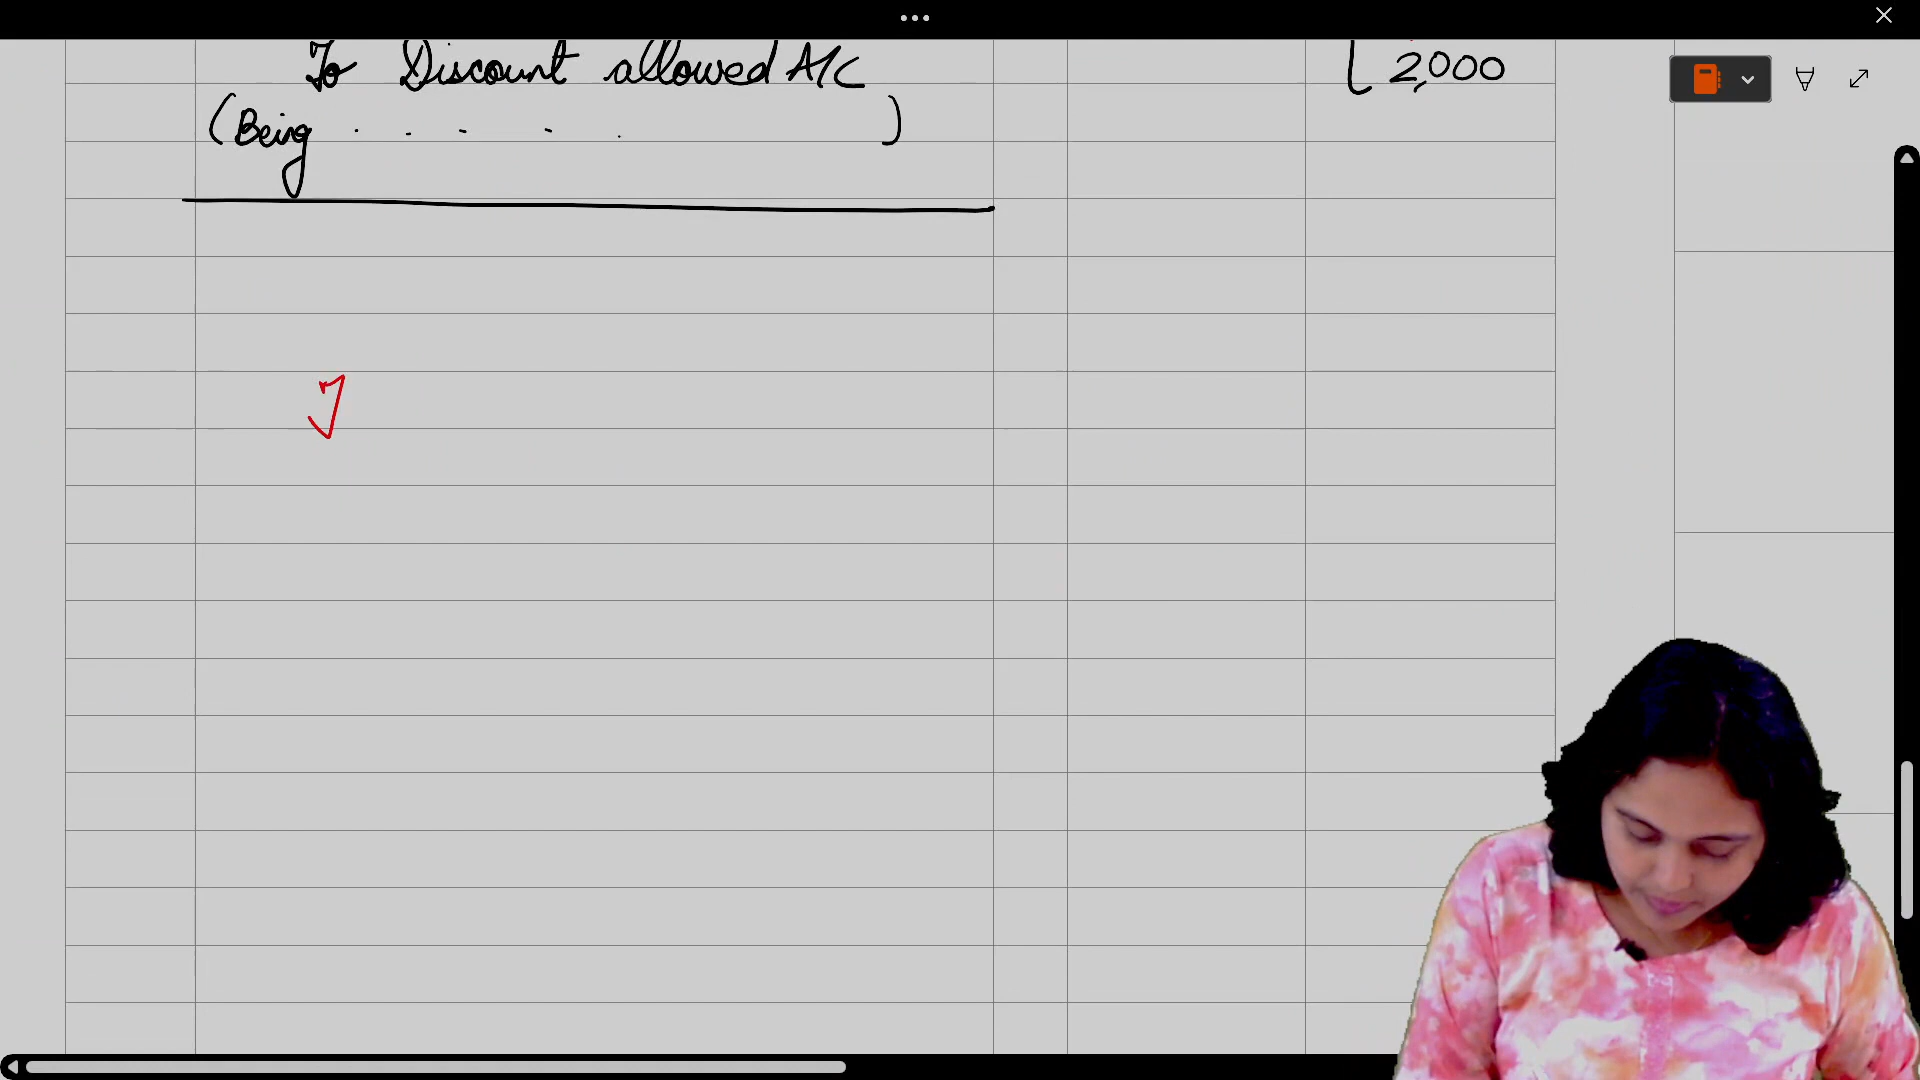 To Discount allowed A/C 2,000
(Being . . . . . )